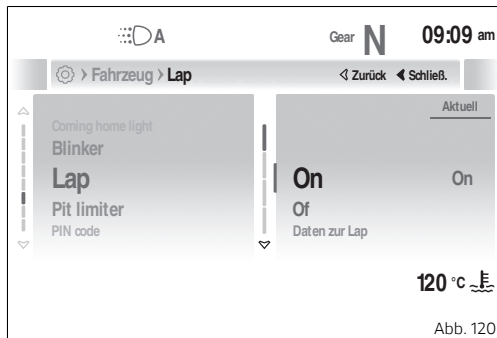 A Gear N 09:09 am
Fahrzeug Lap Zurück Schließ.
Aktuell
Coming home light
Blinker
Lap On On
Pit limiter Of
PIN code Daten zur Lap
120 °C
Abb. 120